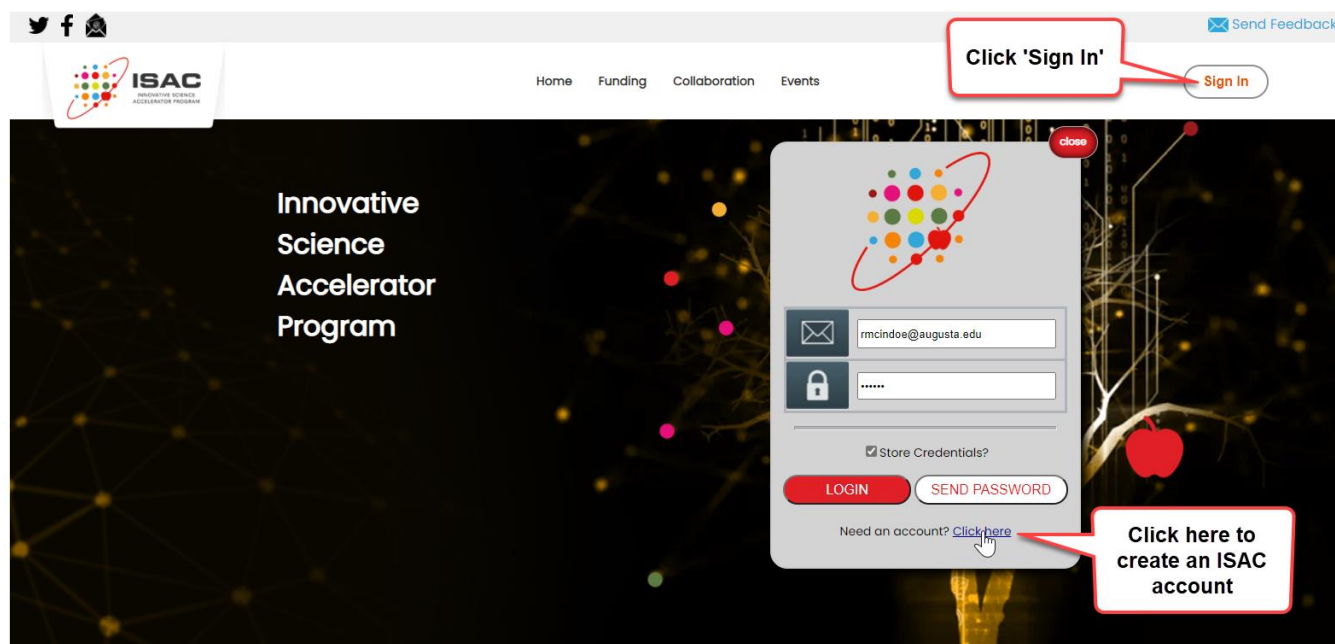 Send Feedback
Click 'Sign In'
ISAC
INNOVATIVE SCIENCE
ACCELERATOR PROGRAM
Home Funding Collaboration Events
Sign In
close
Innovative
Science
Accelerator
Program
rmcindoe@augusta.edu
••••••
Store Credentials?
LOGIN SEND PASSWORD
Need an account? Click here
Click here to
create an ISAC
account